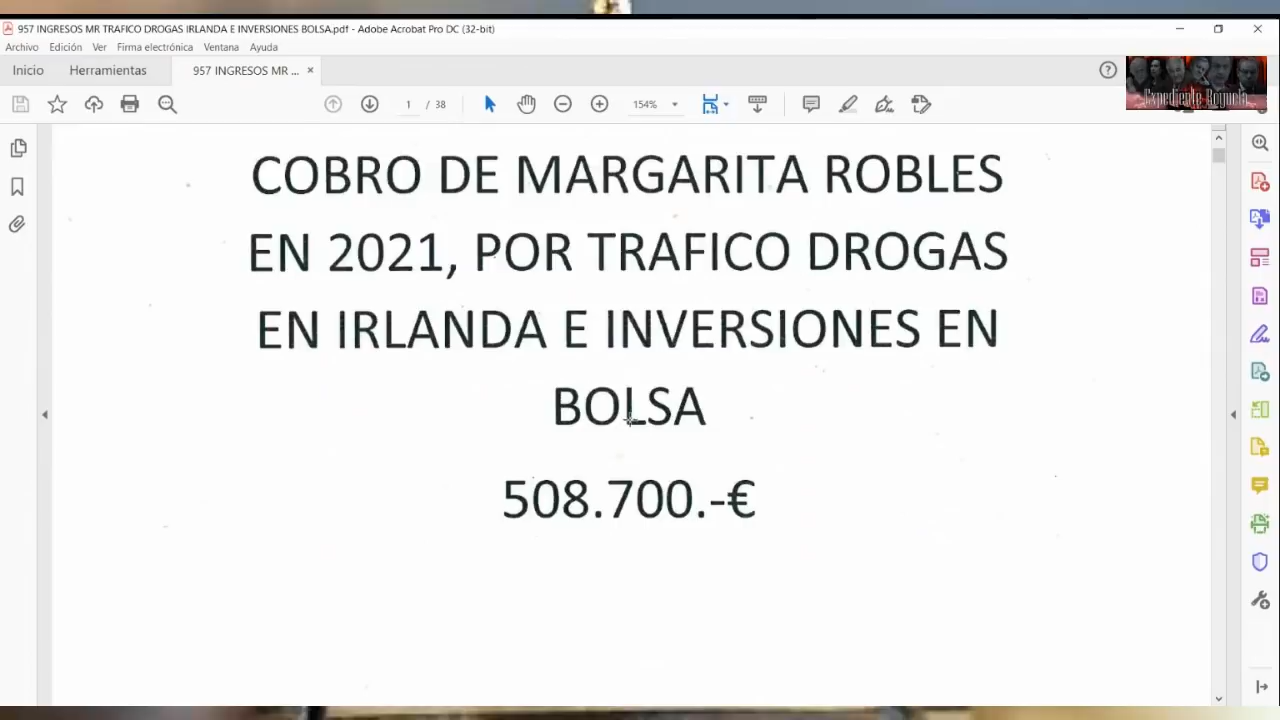 957 INGRESOS MR TRAFICO DROGAS IRLANDA E INVERSIONES BOLSA.pdf - Adobe Acrobat Pro DC (32-bit)
Archivo Edición Ver Firma electrónica Ventana Ayuda
Inicio Herramientas 957 INGRESOS MR ... ×
Expediente Royuela
1 / 38 154%
COBRO DE MARGARITA ROBLES
EN 2021, POR TRAFICO DROGAS
EN IRLANDA E INVERSIONES EN
BOLSA
508.700.-€